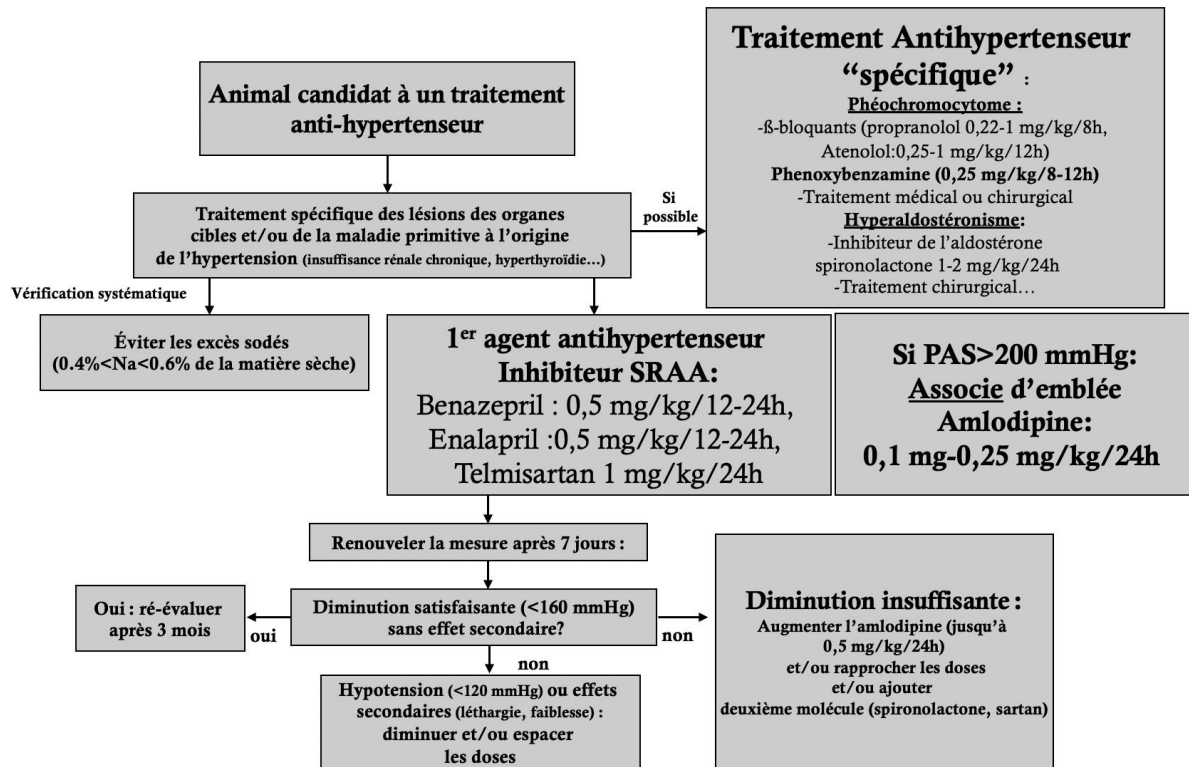 Animal candidat à un traitement
anti-hypertenseur
Traitement Antihypertenseur
“spécifique” :
Phéochromocytome :
-ß-bloquants (propranolol 0,22-1 mg/kg/8h,
Atenolol:0,25-1 mg/kg/12h)
Phenoxybenzamine (0,25 mg/kg/8-12h)
-Traitement médical ou chirurgical
Hyperaldostéronisme:
-Inhibiteur de l’aldostérone
spironolactone 1-2 mg/kg/24h
-Traitement chirurgical…
Traitement spécifique des lésions des organes
cibles et/ou de la maladie primitive à l’origine
de l’hypertension (insuffisance rénale chronique, hyperthyroïdie…)
Si
possible
Vérification systématique
Éviter les excès sodés
(0.4%<Na<0.6% de la matière sèche)
1er agent antihypertenseur
Inhibiteur SRAA:
Benazepril : 0,5 mg/kg/12-24h,
Enalapril :0,5 mg/kg/12-24h,
Telmisartan 1 mg/kg/24h
Si PAS>200 mmHg:
Associe d’emblée
Amlodipine:
0,1 mg-0,25 mg/kg/24h
Renouveler la mesure après 7 jours :
Diminution satisfaisante (<160 mmHg)
sans effet secondaire?
oui
Oui : ré-évaluer
après 3 mois
non
Diminution insuffisante :
Augmenter l’amlodipine (jusqu’à
0,5 mg/kg/24h)
et/ou rapprocher les doses
et/ou ajouter
deuxième molécule (spironolactone, sartan)
non
Hypotension (<120 mmHg) ou effets
secondaires (léthargie, faiblesse) :
diminuer et/ou espacer
les doses